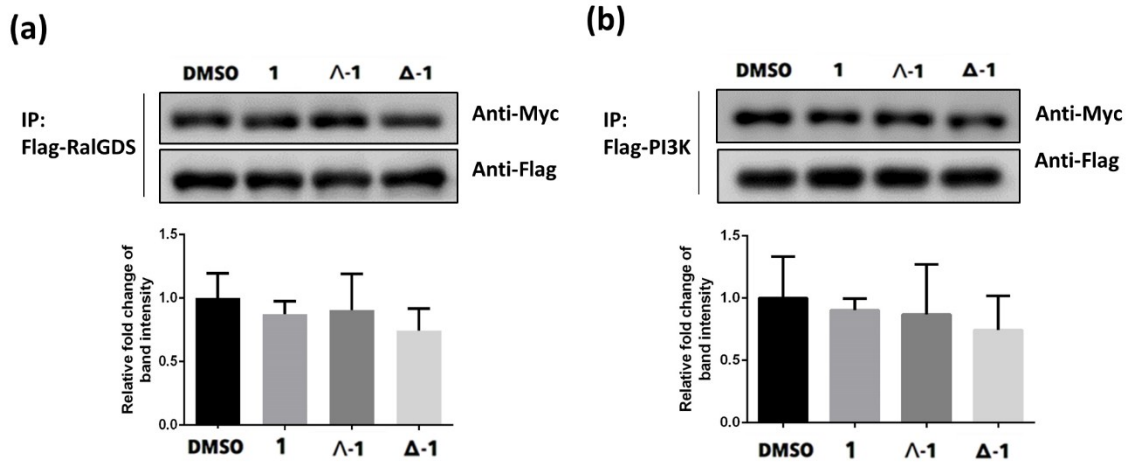 (a)
DMSO 1 Λ-1 Δ-1
IP:
Flag-RalGDS
Anti-Myc
Anti-Flag
Relative fold change of
band intensity
1.5
1.0
0.5
0.0
DMSO 1 Λ-1 Δ-1
(b)
DMSO 1 Λ-1 Δ-1
IP:
Flag-PI3K
Anti-Myc
Anti-Flag
Relative fold change of
band intensity
1.5
1.0
0.5
0.0
DMSO 1 Λ-1 Δ-1